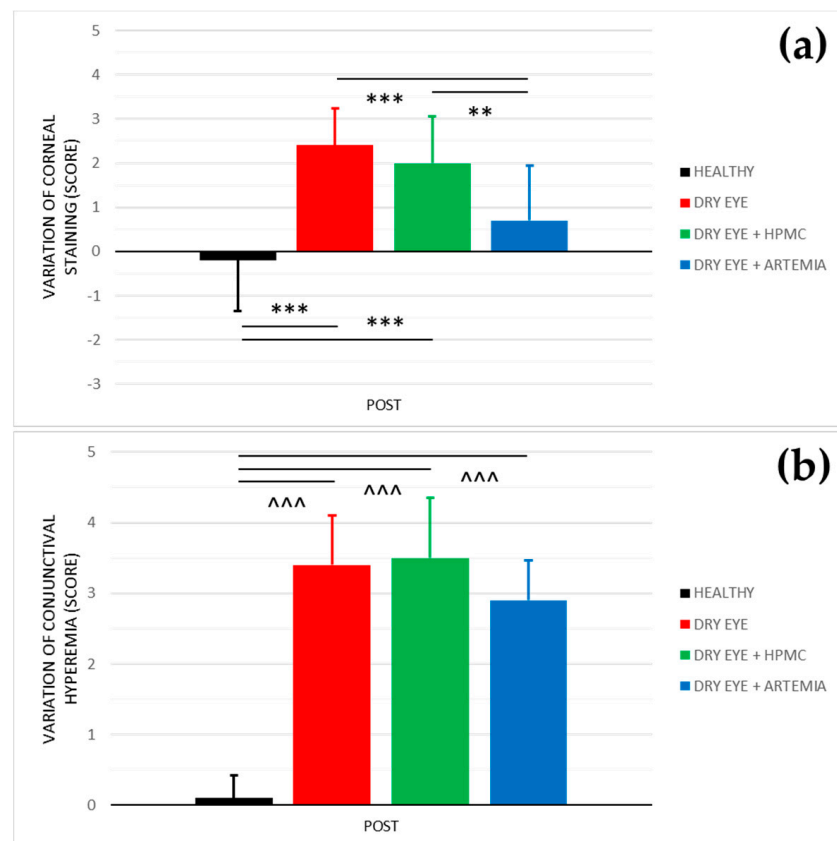 (a)
VARIATION OF CORNEAL
STAINING (SCORE)
5
4
3
2
1
0
-1
-2
-3
***
**
***
***
POST
HEALTHY
DRY EYE
DRY EYE + HPMC
DRY EYE + ARTEMIA
(b)
VARIATION OF CONJUNCTIVAL
HYPEREMIA (SCORE)
5
4
3
2
1
0
^^^
^^^
^^^
POST
HEALTHY
DRY EYE
DRY EYE + HPMC
DRY EYE + ARTEMIA